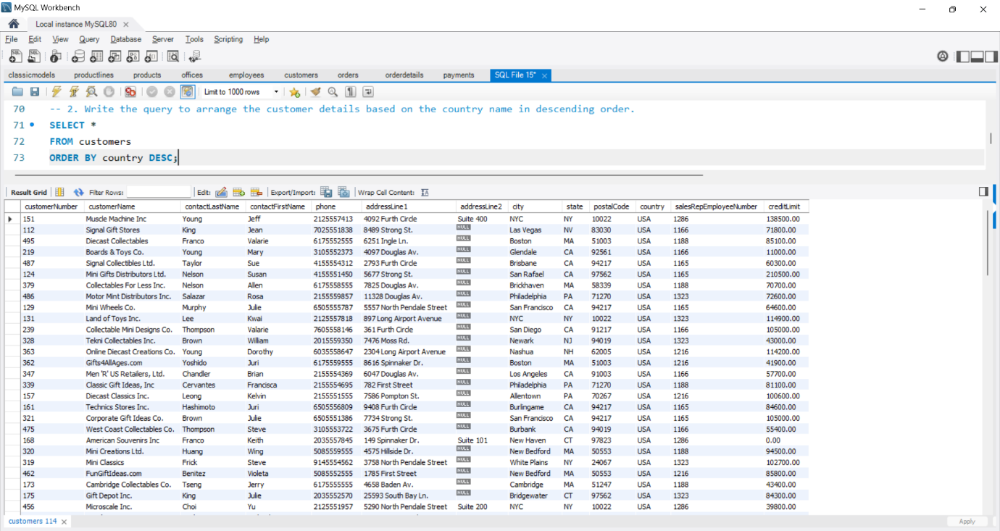 MySQL Workbench
Local instance MySQL80
File Edit View Query Database Server Tools Scripting Help
classicmodels productlines products offices employees customers orders orderdetails payments SQL File 15*
Limit to 1000 rows
70 -- 2. Write the query to arrange the customer details based on the country name in descending order.
71 SELECT *
72 FROM customers
73 ORDER BY country DESC;
Result Grid Filter Rows: Edit: Export/Import: Wrap Cell Content:
customerNumber customerName contactLastName contactFirstName phone addressLine1 addressLine2 city state postalCode country salesRepEmployeeNumber creditLimit
151 Muscle Machine Inc Young Jeff 2125557413 4092 Furth Circle Suite 400 NYC NY 10022 USA 1286 138500.00
112 Signal Gift Stores King Jean 7025551838 8489 Strong St. NULL Las Vegas NV 83030 USA 1166 71800.00
495 Diecast Collectables Franco Valarie 6175552555 6251 Ingle Ln. NULL Boston MA 51003 USA 1188 85100.00
219 Boards & Toys Co. Young Mary 3105552373 4097 Douglas Av. NULL Glendale CA 92561 USA 1166 11000.00
487 Signal Collectibles Ltd. Taylor Sue 4155554312 2793 Furth Circle NULL Brisbane CA 94217 USA 1165 60300.00
124 Mini Gifts Distributors Ltd. Nelson Susan 4155551450 5677 Strong St. NULL San Rafael CA 97562 USA 1165 210500.00
379 Collectables For Less Inc. Nelson Allen 6175558555 7825 Douglas Av. NULL Brickhaven MA 58339 USA 1188 70700.00
486 Motor Mint Distributors Inc. Salazar Rosa 2155559857 11328 Douglas Av. NULL Philadelphia PA 71270 USA 1323 72600.00
129 Mini Wheels Co. Murphy Julie 6505555787 5557 North Pendale Street NULL San Francisco CA 94217 USA 1165 64600.00
131 Land of Toys Inc. Lee Kwai 2125557818 897 Long Airport Avenue NULL NYC NY 10022 USA 1323 114900.00
239 Collectable Mini Designs Co. Thompson Valarie 7605558146 361 Furth Circle NULL San Diego CA 91217 USA 1166 105000.00
328 Tekni Collectables Inc. Brown William 2015559350 7476 Moss Rd. NULL Newark NJ 94019 USA 1323 43000.00
363 Online Diecast Creations Co. Young Dorothy 6035558647 2304 Long Airport Avenue NULL Nashua NH 62005 USA 1216 114200.00
362 Gifts4AllAges.com Yoshido Juri 6175559555 8616 Spinnaker Dr. NULL Boston MA 51003 USA 1216 41900.00
347 Men 'R' US Retailers, Ltd. Chandler Brian 2155554369 6047 Douglas Av. NULL Los Angeles CA 91003 USA 1166 57700.00
339 Classic Gift Ideas, Inc Cervantes Francisca 2155554695 782 First Street NULL Philadelphia PA 71270 USA 1188 81100.00
157 Diecast Classics Inc. Leong Kelvin 2155551555 7586 Pompton St. NULL Allentown PA 70267 USA 1216 100600.00
161 Technics Stores Inc. Hashimoto Juri 6505556809 9408 Furth Circle NULL Burlingame CA 94217 USA 1165 84600.00
321 Corporate Gift Ideas Co. Brown Julie 6505551386 7734 Strong St. NULL San Francisco CA 94217 USA 1165 105000.00
475 West Coast Collectables Co. Thompson Steve 3105553722 3675 Furth Circle NULL Burbank CA 94019 USA 1166 55400.00
168 American Souvenirs Inc Franco Keith 2035557845 149 Spinnaker Dr. Suite 101 New Haven CT 97823 USA 1286 0.00
320 Mini Creations Ltd. Huang Wing 5085559555 4575 Hillside Dr. NULL New Bedford MA 50553 USA 1188 94500.00
319 Mini Classics Frick Steve 9145554562 3758 North Pendale Street NULL White Plains NY 24067 USA 1323 102700.00
462 FunGiftIdeas.com Benitez Violeta 5085552555 1785 First Street NULL New Bedford MA 50553 USA 1216 85800.00
173 Cambridge Collectables Co. Tseng Jerry 6175555555 4658 Baden Av. NULL Cambridge MA 51247 USA 1188 43400.00
175 Gift Depot Inc. King Julie 2035552570 25593 South Bay Ln. NULL Bridgewater CT 97562 USA 1323 84300.00
456 Microscale Inc. Choi Yu 2125551957 5290 North Pendale Street Suite 200 NYC NY 10022 USA 1286 39800.00
customers 114
Apply